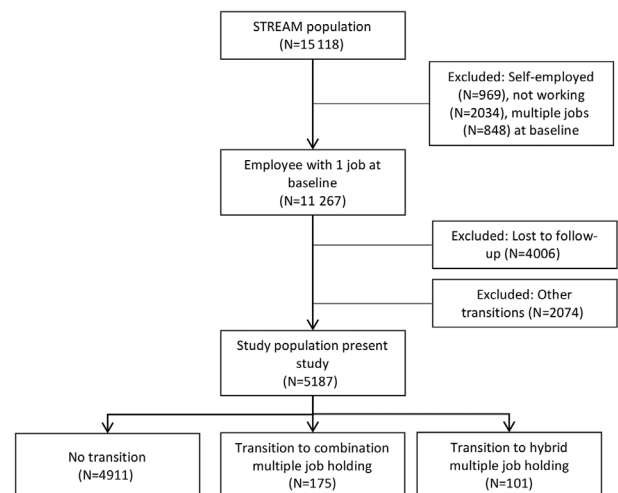 STREAM population
(N=15 118)
Excluded: Self-employed
(N=969), not working
(N=2034), multiple jobs
(N=848) at baseline
Employee with 1 job at
baseline
(N=11 267)
Excluded: Lost to follow-
up (N=4006)
Excluded: Other
transitions (N=2074)
Study population present
study
(N=5187)
No transition
(N=4911)
Transition to combination
multiple job holding
(N=175)
Transition to hybrid
multiple job holding
(N=101)